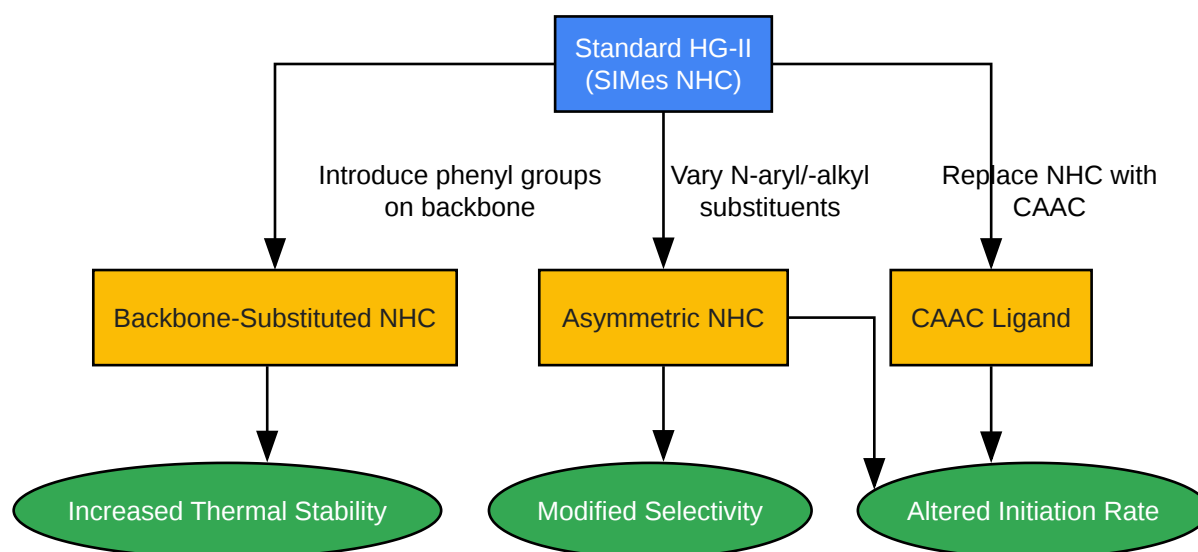 Standard HG-II
(SIMes NHC)
Introduce phenyl groups
on backbone
Vary N-aryl/-alkyl
substituents
Replace NHC with
CAAC
Backbone-Substituted NHC
Asymmetric NHC
CAAC Ligand
Increased Thermal Stability
Modified Selectivity
Altered Initiation Rate